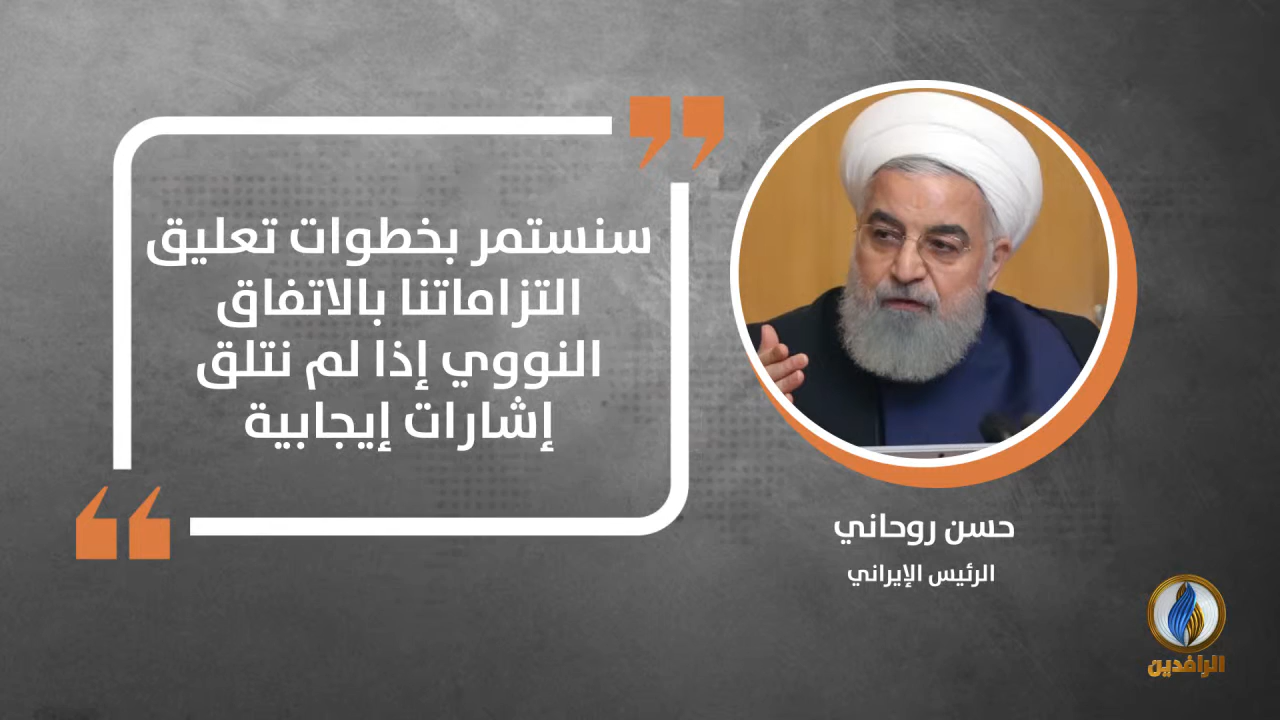 سنستمر بخطوات تعليق
التزاماتنا بالاتفاق
النووي إذا لم نتلق
إشارات إيجابية
حسن روحاني
الرئيس الإيراني
الرافدين